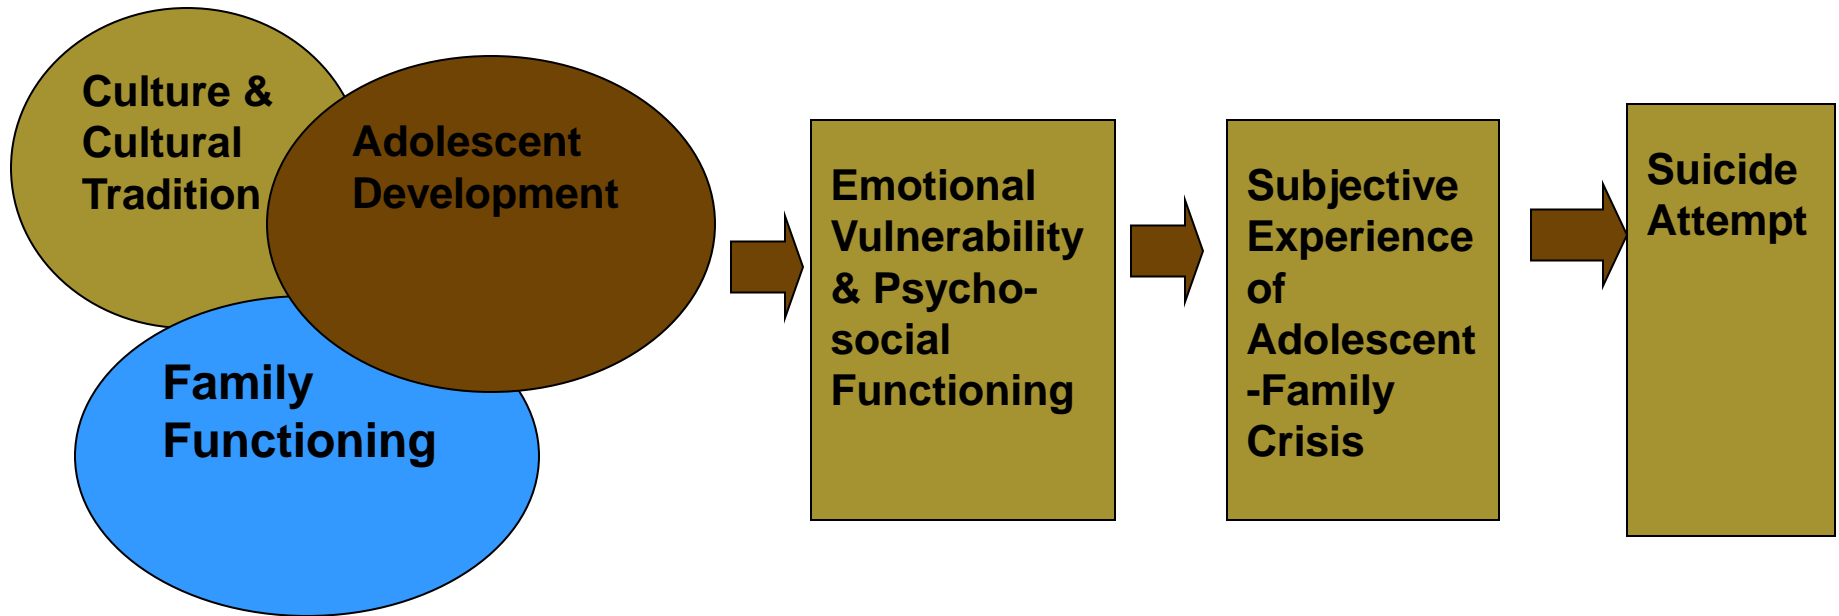 Culture &
Cultural
Tradition
Adolescent
Development
Family
Functioning
Emotional
Vulnerability
& Psycho-
social
Functioning
Subjective
Experience
of
Adolescent
-Family
Crisis
Suicide
Attempt